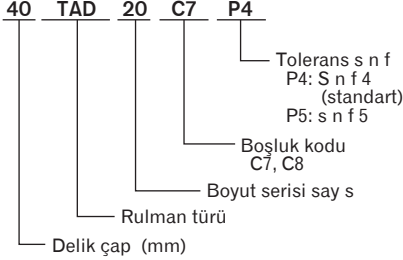 40 TAD 20 C7 P4
Tolerans s n f
P4: S n f 4
(standart)
P5: s n f 5
Boşluk kodu
C7, C8
Boyut serisi say s
Rulman türü
Delik çap (mm)